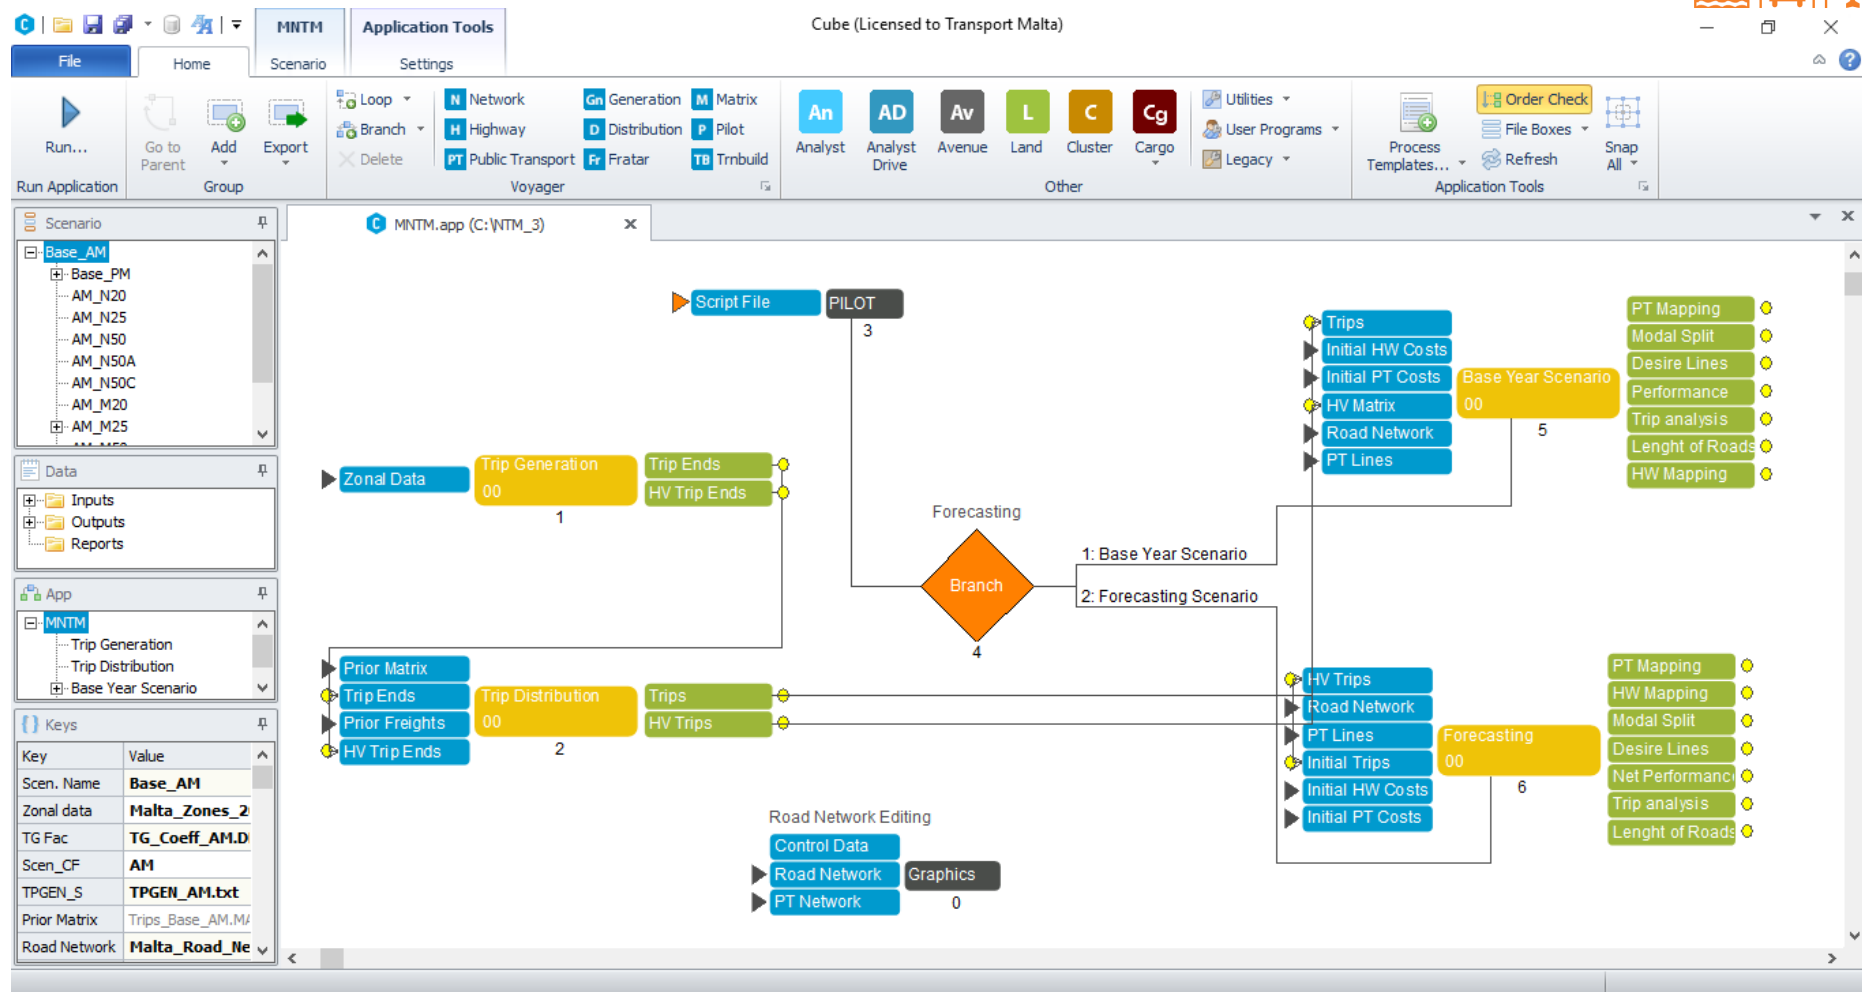 MNTM
Application Tools
Cube (Licensed to Transport Malta)
File
Home
Scenario
Settings
Run...
Run Application
Go to Parent
Add
Export
Group
Loop
Branch
Delete
N Network
H Highway
PT Public Transport
Gn Generation
D Distribution
Fr Fratar
M Matrix
P Pilot
TB Trnbuild
Voyager
An
Analyst
AD
Analyst Drive
Av
Avenue
L
Land
C
Cluster
Cg
Cargo
Utilities
User Programs
Legacy
Other
Process Templates...
Order Check
File Boxes
Refresh
Snap All
Application Tools
Scenario
Base_AM
Base_PM
AM_N20
AM_N25
AM_N50
AM_N50A
AM_N50C
AM_M20
AM_M25
Data
Inputs
Outputs
Reports
App
MNTM
Trip Generation
Trip Distribution
Base Year Scenario
Keys
Key Value
Scen. Name Base_AM
Zonal data Malta_Zones_2
TG Fac TG_Coeff_AM.D
Scen_CF AM
TPGEN_S TPGEN_AM.txt
Prior Matrix Trips_Base_AM.MA
Road Network Malta_Road_Ne
MNTM.app (C:\NTM_3)
Script File
PILOT
3
Zonal Data
Trip Generation
00
1
Trip Ends
HV Trip Ends
Prior Matrix
Trip Ends
Prior Freights
HV Trip Ends
Trip Distribution
00
2
Trips
HV Trips
Forecasting
Branch
4
1: Base Year Scenario
2: Forecasting Scenario
Road Network Editing
Control Data
Road Network
PT Network
Graphics
0
Trips
Initial HW Costs
Initial PT Costs
HV Matrix
Road Network
PT Lines
Base Year Scenario
00
5
PT Mapping
Modal Split
Desire Lines
Performance
Trip analysis
Lenght of Roads
HW Mapping
HV Trips
Road Network
PT Lines
Initial Trips
Initial HW Costs
Initial PT Costs
Forecasting
00
6
PT Mapping
HW Mapping
Modal Split
Desire Lines
Net Performanc
Trip analysis
Lenght of Roads